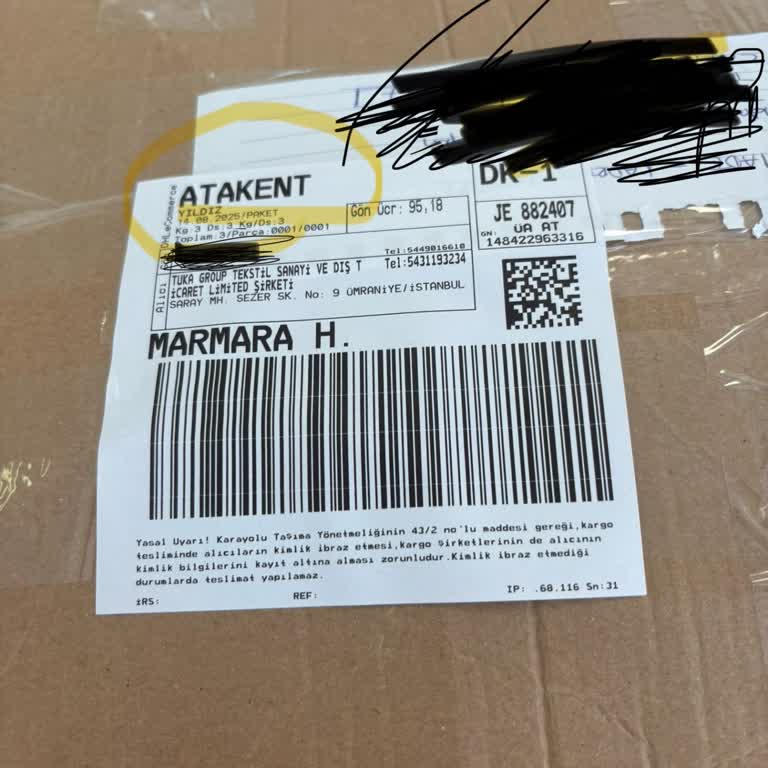 ATAKENT
YILDIZ
14.08.2025/PAKET
Kg:3 Ds:3 Kg/Ds:3
Toplam:3/Parça:0001/0001
Gön Ücr: 95,18
DK-1
JE 882407
ÜA AT
GN: 148422963316
Tel:5449016610
Alıcı
TUKA GROUP TEKSTİL SANAYİ VE DIŞ T Tel:5431193234
İCARET LİMİTED ŞİRKETİ
SARAY MH. SEZER SK. No: 9 ÜMRANİYE/İSTANBUL
MARMARA H.
Yasal Uyarı! Karayolu Taşıma Yönetmeliğinin 43/2 no'lu maddesi gereği,kargo
tesliminde alıcıların kimlik ibraz etmesi,kargo şirketlerinin de alıcının
kimlik bilgilerini kayıt altına alması zorunludur.Kimlik ibraz etmediği
durumlarda teslimat yapılamaz.
İRS: REF: IP: .68.116 Sn:31